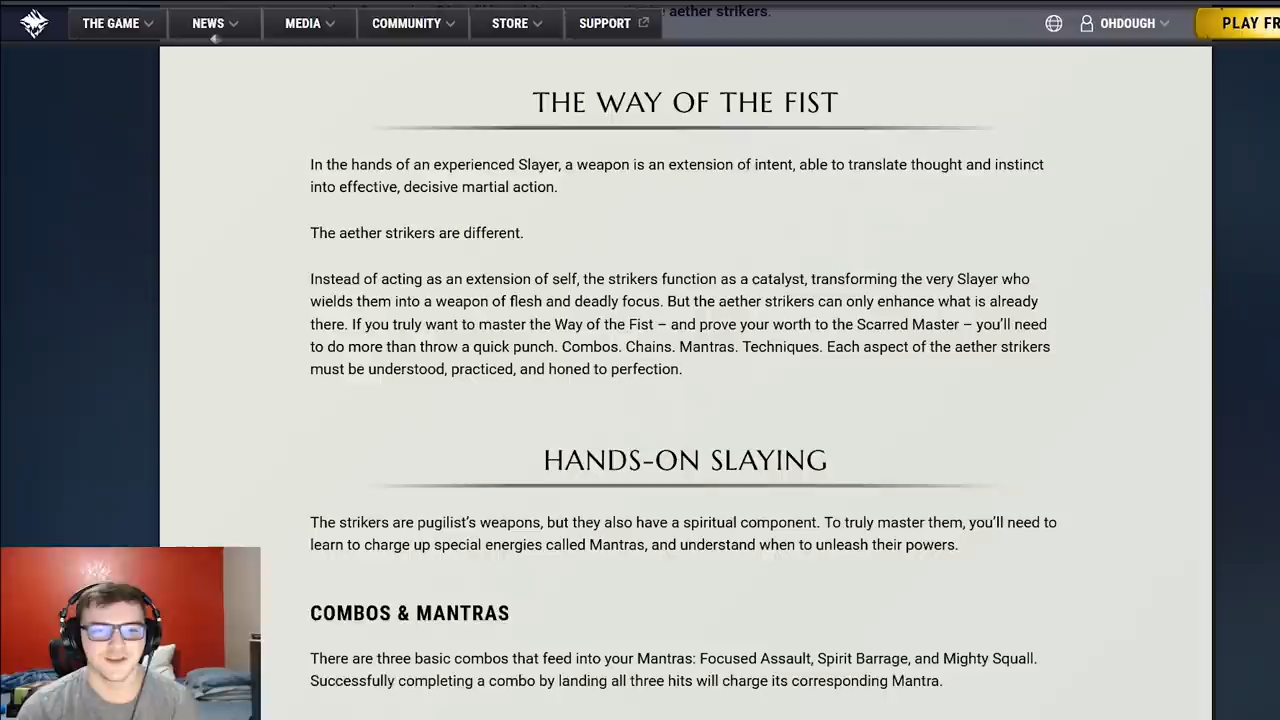 aether strikers.
THE GAME NEWS MEDIA COMMUNITY STORE SUPPORT OHDOUGH PLAY FR
THE WAY OF THE FIST
In the hands of an experienced Slayer, a weapon is an extension of intent, able to translate thought and instinct
into effective, decisive martial action.
The aether strikers are different.
Instead of acting as an extension of self, the strikers function as a catalyst, transforming the very Slayer who
wields them into a weapon of flesh and deadly focus. But the aether strikers can only enhance what is already
there. If you truly want to master the Way of the Fist – and prove your worth to the Scarred Master – you'll need
to do more than throw a quick punch. Combos. Chains. Mantras. Techniques. Each aspect of the aether strikers
must be understood, practiced, and honed to perfection.
HANDS-ON SLAYING
The strikers are pugilist's weapons, but they also have a spiritual component. To truly master them, you'll need to
learn to charge up special energies called Mantras, and understand when to unleash their powers.
COMBOS & MANTRAS
There are three basic combos that feed into your Mantras: Focused Assault, Spirit Barrage, and Mighty Squall.
Successfully completing a combo by landing all three hits will charge its corresponding Mantra.